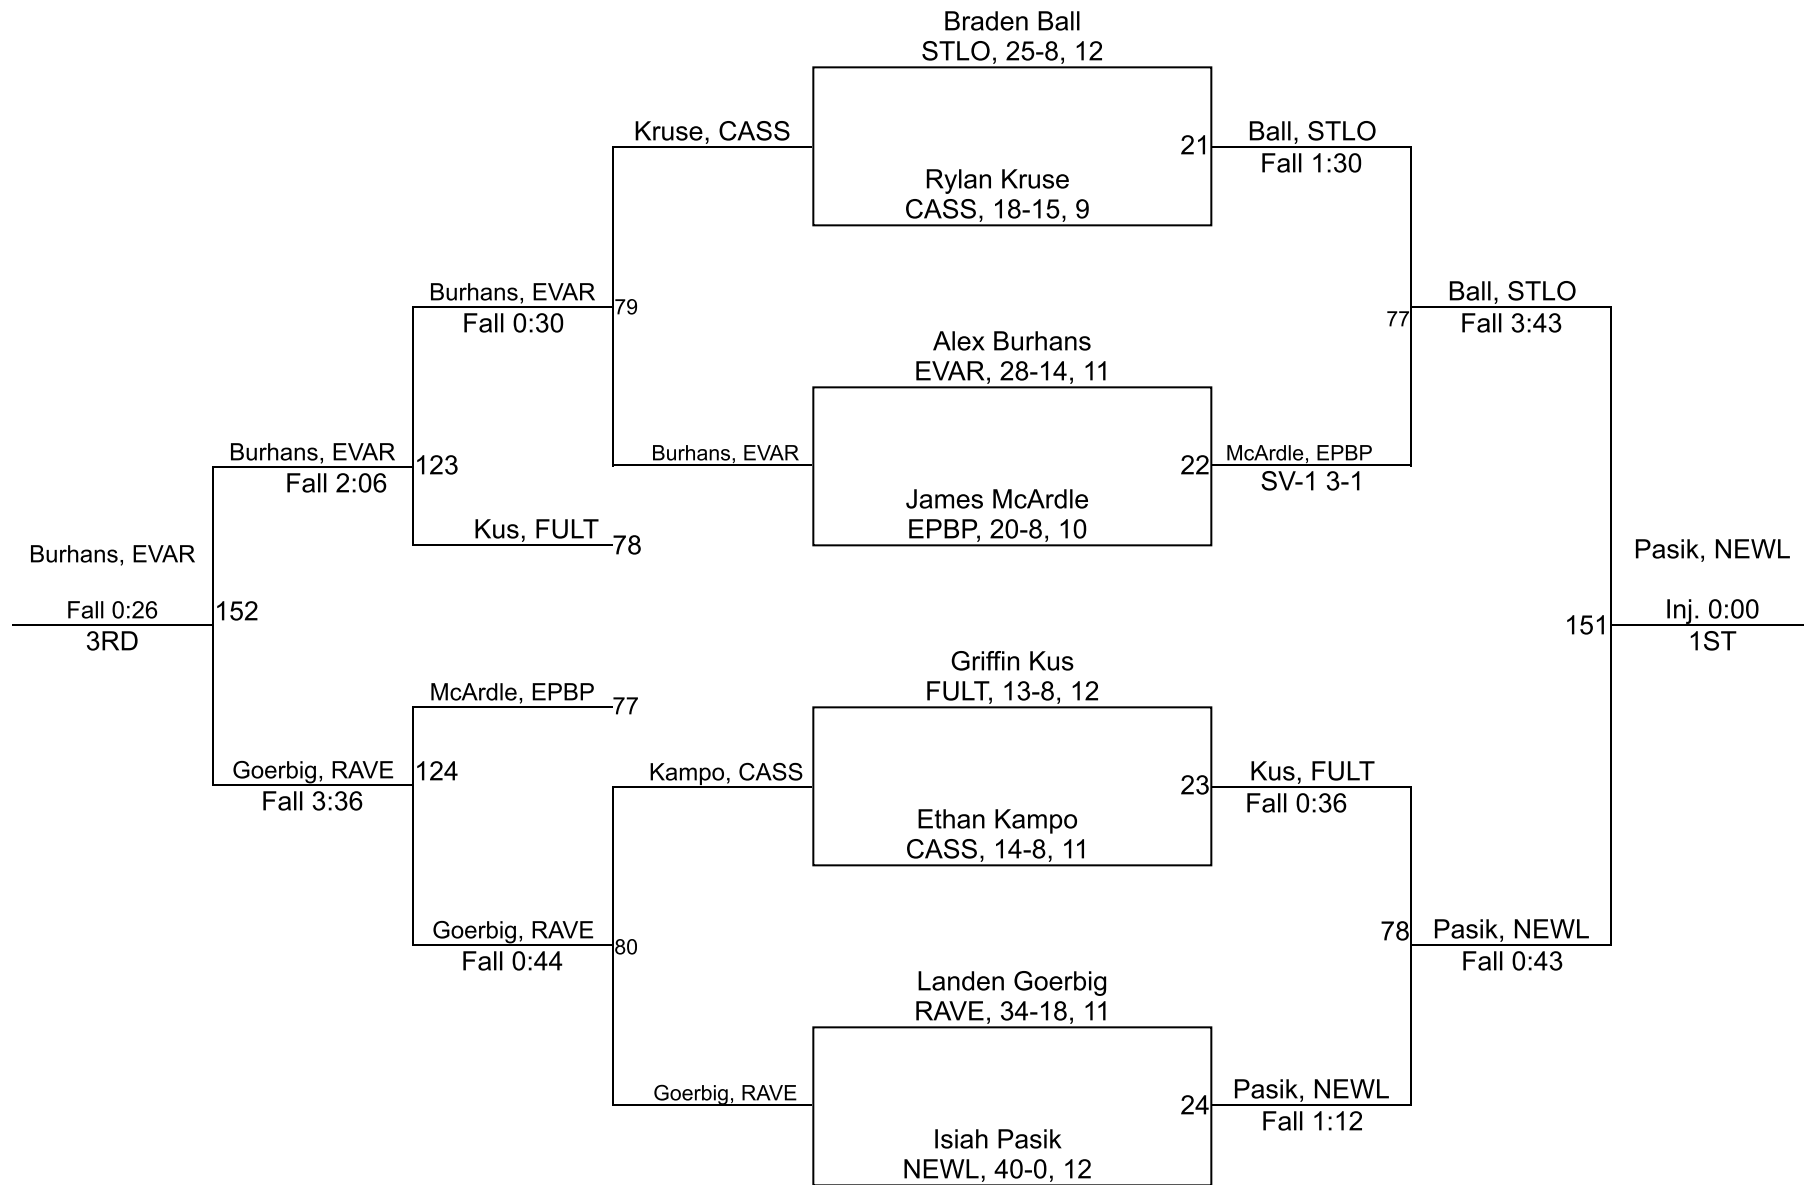 Braden Ball
STLO, 25-8, 12
Kruse, CASS
21
Ball, STLO
Fall 1:30
Rylan Kruse
CASS, 18-15, 9
Burhans, EVAR
Fall 0:30
79
77
Ball, STLO
Fall 3:43
Alex Burhans
EVAR, 28-14, 11
Burhans, EVAR
Fall 2:06
123
Burhans, EVAR
22
McArdle, EPBP
SV-1 3-1
James McArdle
EPBP, 20-8, 10
Kus, FULT
78
Burhans, EVAR
Fall 0:26
3RD
152
Pasik, NEWL
151
Inj. 0:00
1ST
Griffin Kus
FULT, 13-8, 12
McArdle, EPBP
77
Goerbig, RAVE
Fall 3:36
124
Kampo, CASS
23
Kus, FULT
Fall 0:36
Ethan Kampo
CASS, 14-8, 11
Goerbig, RAVE
Fall 0:44
80
78
Pasik, NEWL
Fall 0:43
Landen Goerbig
RAVE, 34-18, 11
Goerbig, RAVE
24
Pasik, NEWL
Fall 1:12
Isiah Pasik
NEWL, 40-0, 12